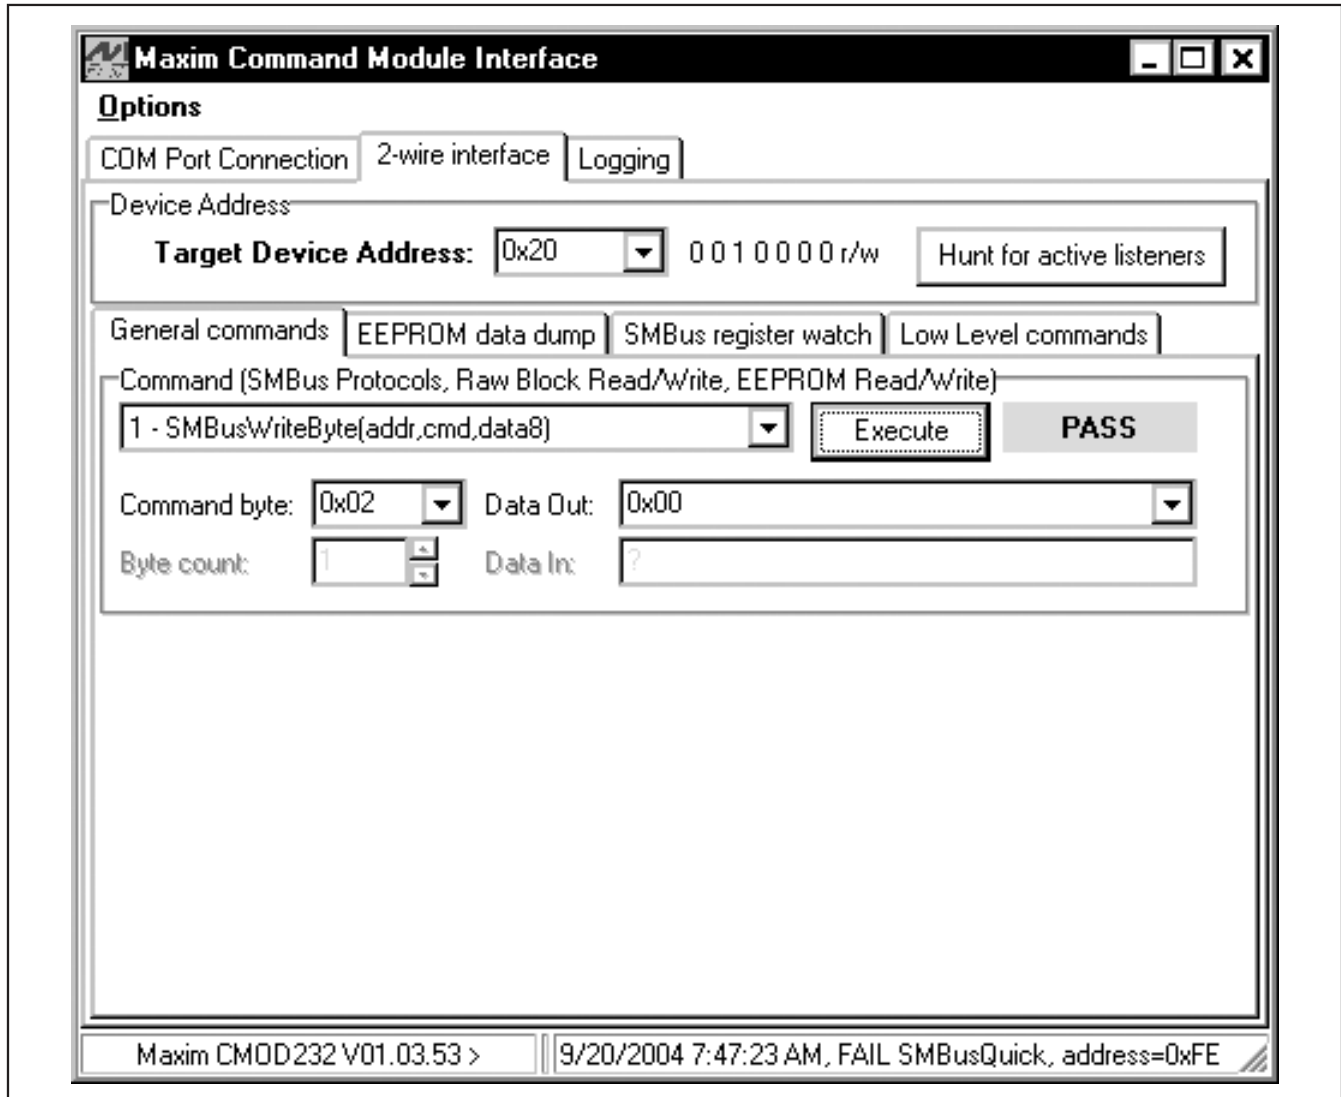 Maxim Command Module Interface
Options
COM Port Connection 2-wire interface Logging
Device Address
Target Device Address: 0x20 0 0 1 0 0 0 0 r/w Hunt for active listeners
General commands EEPROM data dump SMBus register watch Low Level commands
Command (SMBus Protocols, Raw Block Read/Write, EEPROM Read/Write)
1 - SMBusWriteByte(addr,cmd,data8) Execute PASS
Command byte: 0x02 Data Out: 0x00
Byte count: 1 Data In: ?
Maxim CMOD232 V01.03.53 > 9/20/2004 7:47:23 AM, FAIL SMBusQuick, address=0xFE